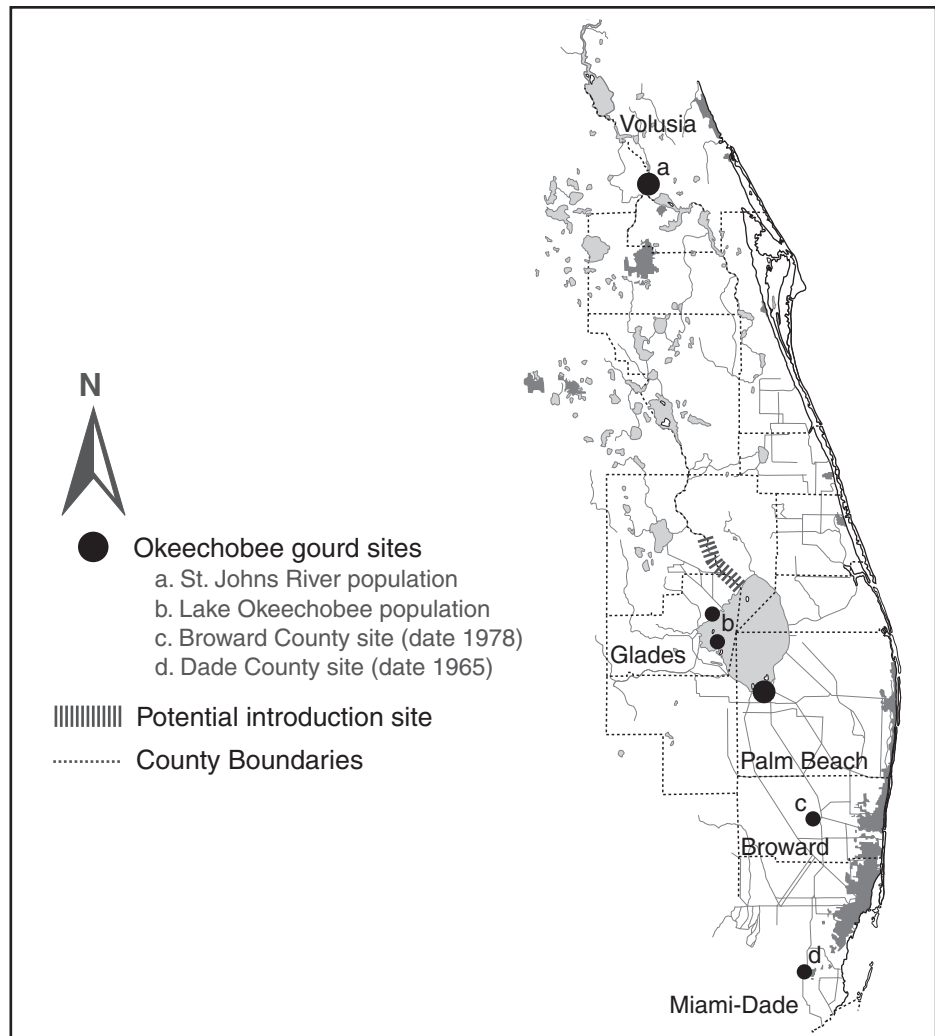 Volusia
a
N
Okeechobee gourd sites
a. St. Johns River population
b. Lake Okeechobee population
c. Broward County site (date 1978)
d. Dade County site (date 1965)
Potential introduction site
County Boundaries
b
Glades
Palm Beach
c
Broward
d
Miami-Dade